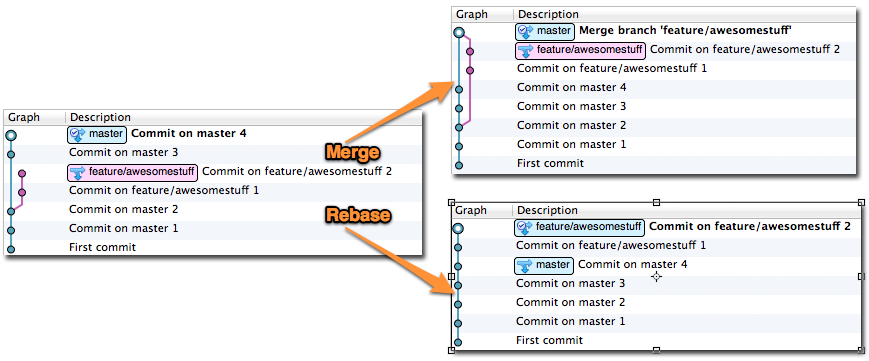 Graph Description
master Commit on master 4
Commit on master 3
feature/awesomestuff Commit on feature/awesomestuff 2
Commit on feature/awesomestuff 1
Commit on master 2
Commit on master 1
First commit
Merge
Rebase
Graph Description
master Merge branch 'feature/awesomestuff'
feature/awesomestuff Commit on feature/awesomestuff 2
Commit on feature/awesomestuff 1
Commit on master 4
Commit on master 3
Commit on master 2
Commit on master 1
First commit
Graph Description
feature/awesomestuff Commit on feature/awesomestuff 2
Commit on feature/awesomestuff 1
master Commit on master 4
Commit on master 3
Commit on master 2
Commit on master 1
First commit